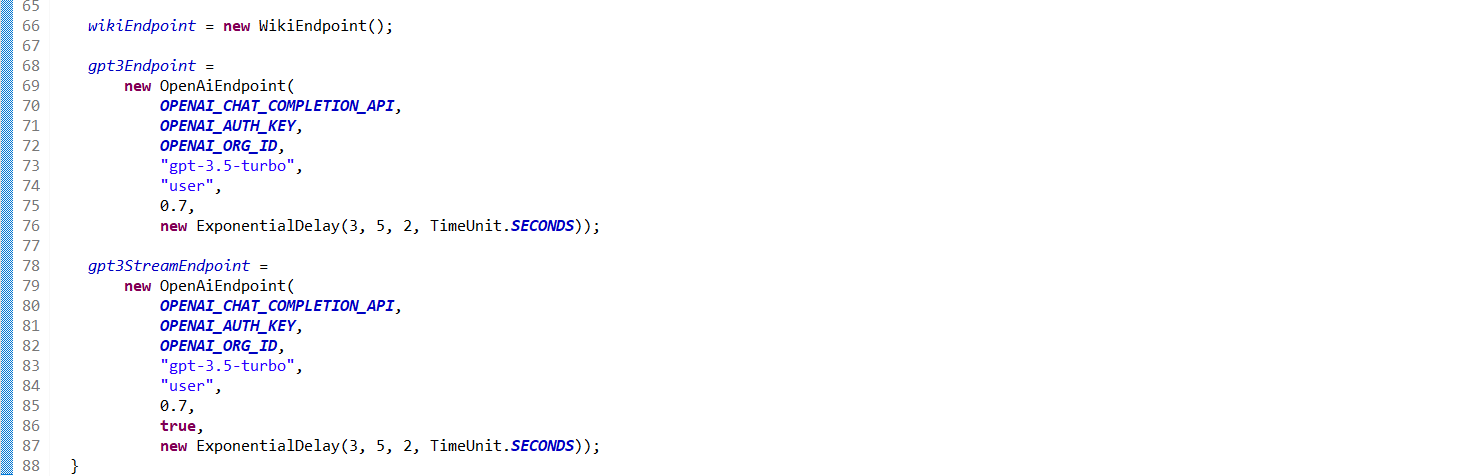 65
66 wikiEndpoint = new WikiEndpoint();
67
68 gpt3Endpoint =
69 new OpenAiEndpoint(
70 OPENAI_CHAT_COMPLETION_API,
71 OPENAI_AUTH_KEY,
72 OPENAI_ORG_ID,
73 "gpt-3.5-turbo",
74 "user",
75 0.7,
76 new ExponentialDelay(3, 5, 2, TimeUnit.SECONDS));
77
78 gpt3StreamEndpoint =
79 new OpenAiEndpoint(
80 OPENAI_CHAT_COMPLETION_API,
81 OPENAI_AUTH_KEY,
82 OPENAI_ORG_ID,
83 "gpt-3.5-turbo",
84 "user",
85 0.7,
86 true,
87 new ExponentialDelay(3, 5, 2, TimeUnit.SECONDS));
88 }